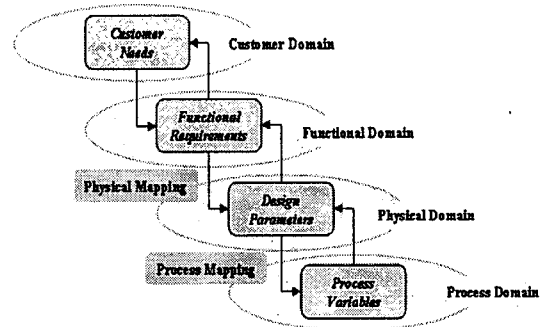 Customer
Needs
Customer Domain
Functional
Requirements
Functional Domain
Physical Mapping
Design
Parameters
Physical Domain
Process Mapping
Process
Variables
Process Domain